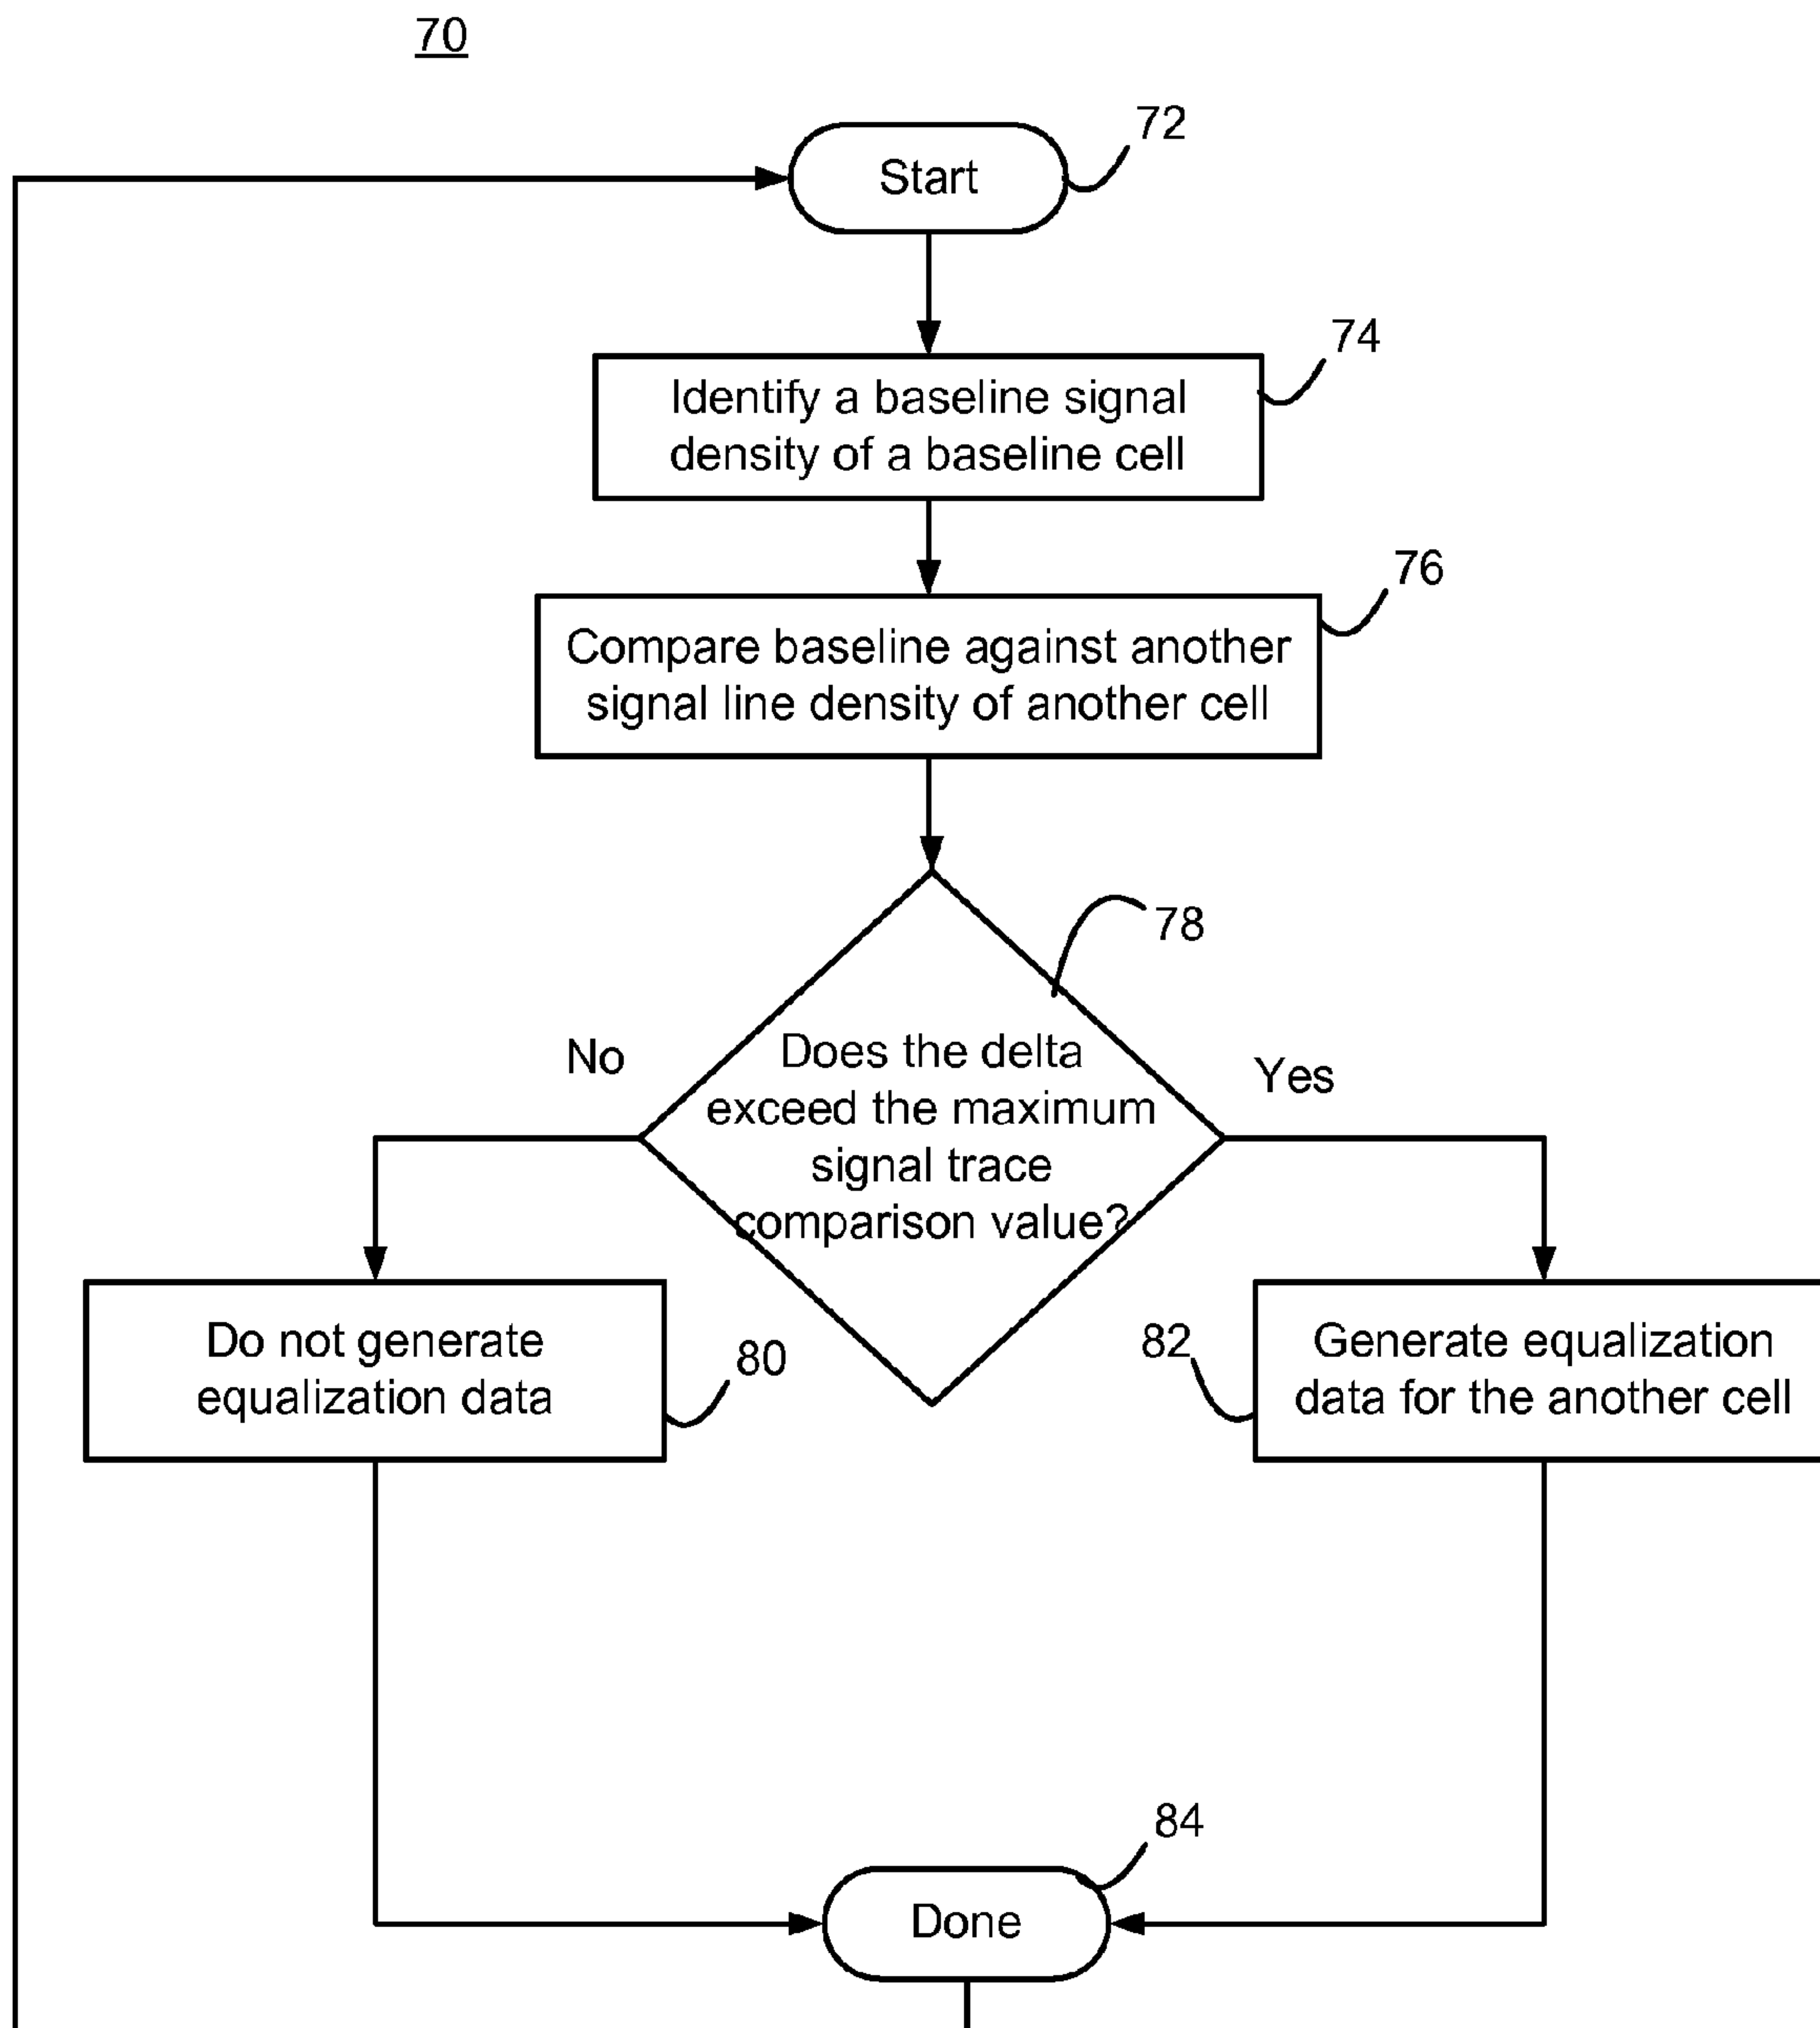 70
72
Start
74
Identify a baseline signal
density of a baseline cell
76
Compare baseline against another
signal line density of another cell
78
No
Does the delta
exceed the maximum
signal trace
comparison value?
Yes
Do not generate
equalization data
80
82
Generate equalization
data for the another cell
84
Done